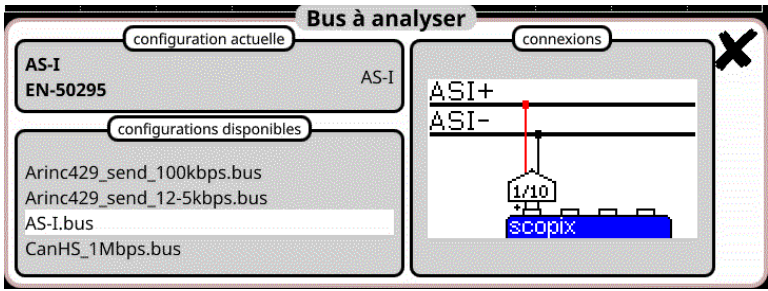 Bus à analyser
configuration actuelle
AS-I
EN-50295
AS-I
configurations disponibles
Arinc429_send_100kbps.bus
Arinc429_send_12-5kbps.bus
AS-I.bus
CanHS_1Mbps.bus
connexions
ASI+
ASI-
1/10
+
scopix